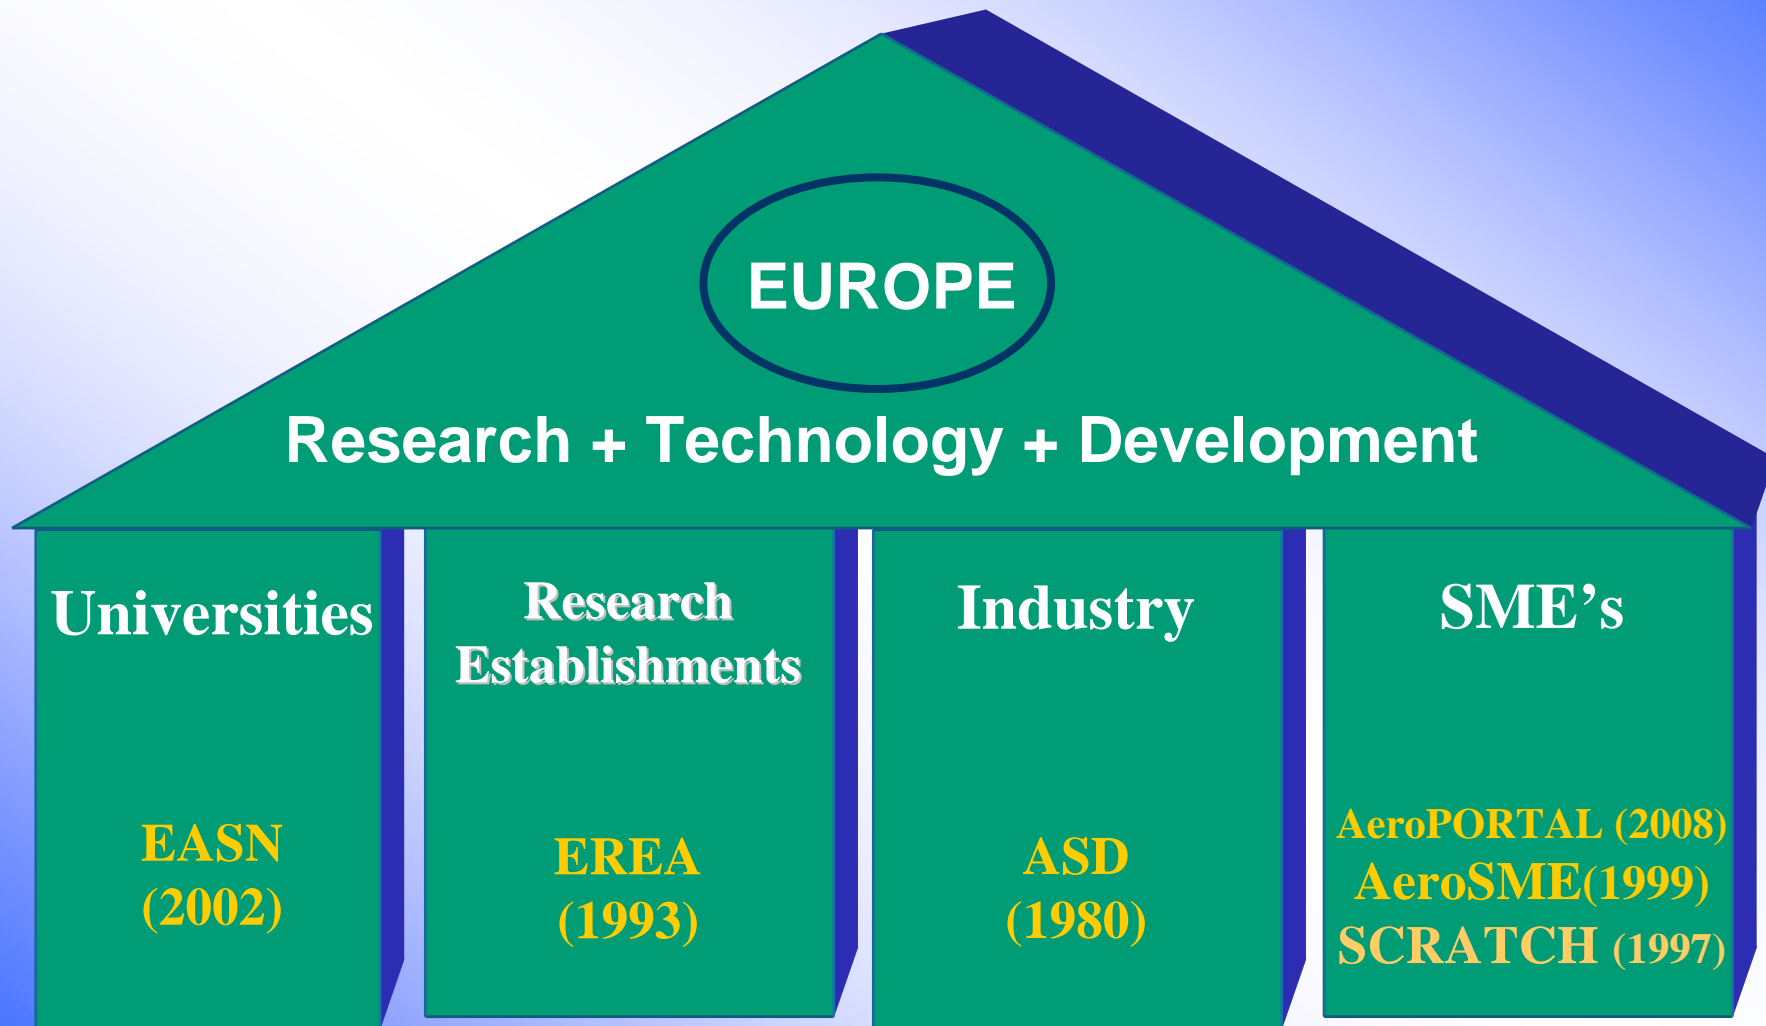 EUROPE
Research + Technology + Development
Universities
EASN
(2002)
Research
Establishments
EREA
(1993)
Industry
ASD
(1980)
SME’s
AeroPORTAL (2008)
AeroSME(1999)
SCRATCH (1997)